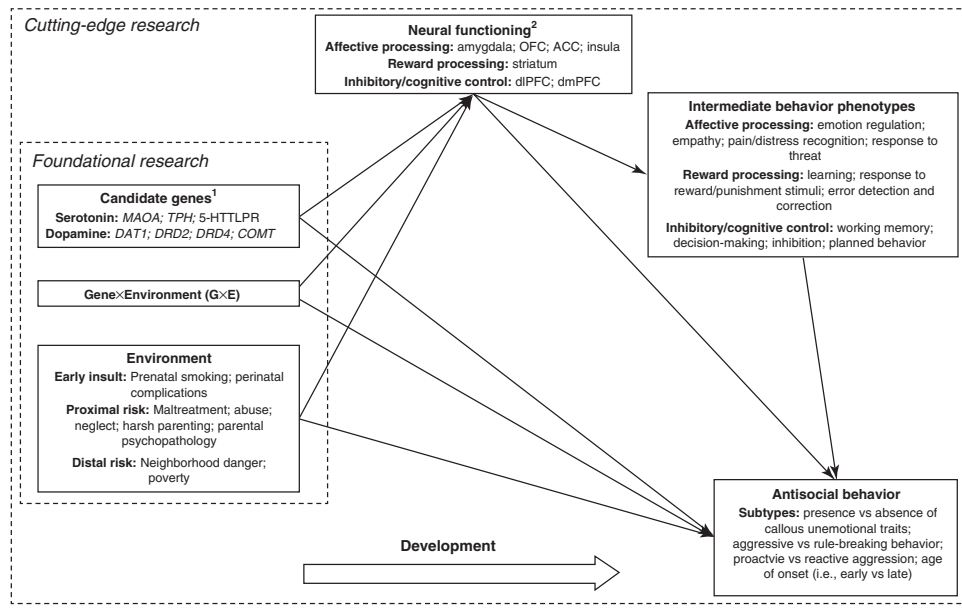 Cutting-edge research
Neural functioning2
Affective processing: amygdala; OFC; ACC; insula
Reward processing: striatum
Inhibitory/cognitive control: dlPFC; dmPFC
Intermediate behavior phenotypes
Affective processing: emotion regulation;
empathy; pain/distress recognition; response to
threat
Reward processing: learning; response to
reward/punishment stimuli; error detection and
correction
Inhibitory/cognitive control: working memory;
decision-making; inhibition; planned behavior
Foundational research
Candidate genes1
Serotonin: MAOA; TPH; 5-HTTLPR
Dopamine: DAT1; DRD2; DRD4; COMT
Gene×Environment (G×E)
Environment
Early insult: Prenatal smoking; perinatal
complications
Proximal risk: Maltreatment; abuse;
neglect; harsh parenting; parental
psychopathology
Distal risk: Neighborhood danger;
poverty
Development
Antisocial behavior
Subtypes: presence vs absence of
callous unemotional traits;
aggressive vs rule-breaking behavior;
proactvie vs reactive aggression; age
of onset (i.e., early vs late)